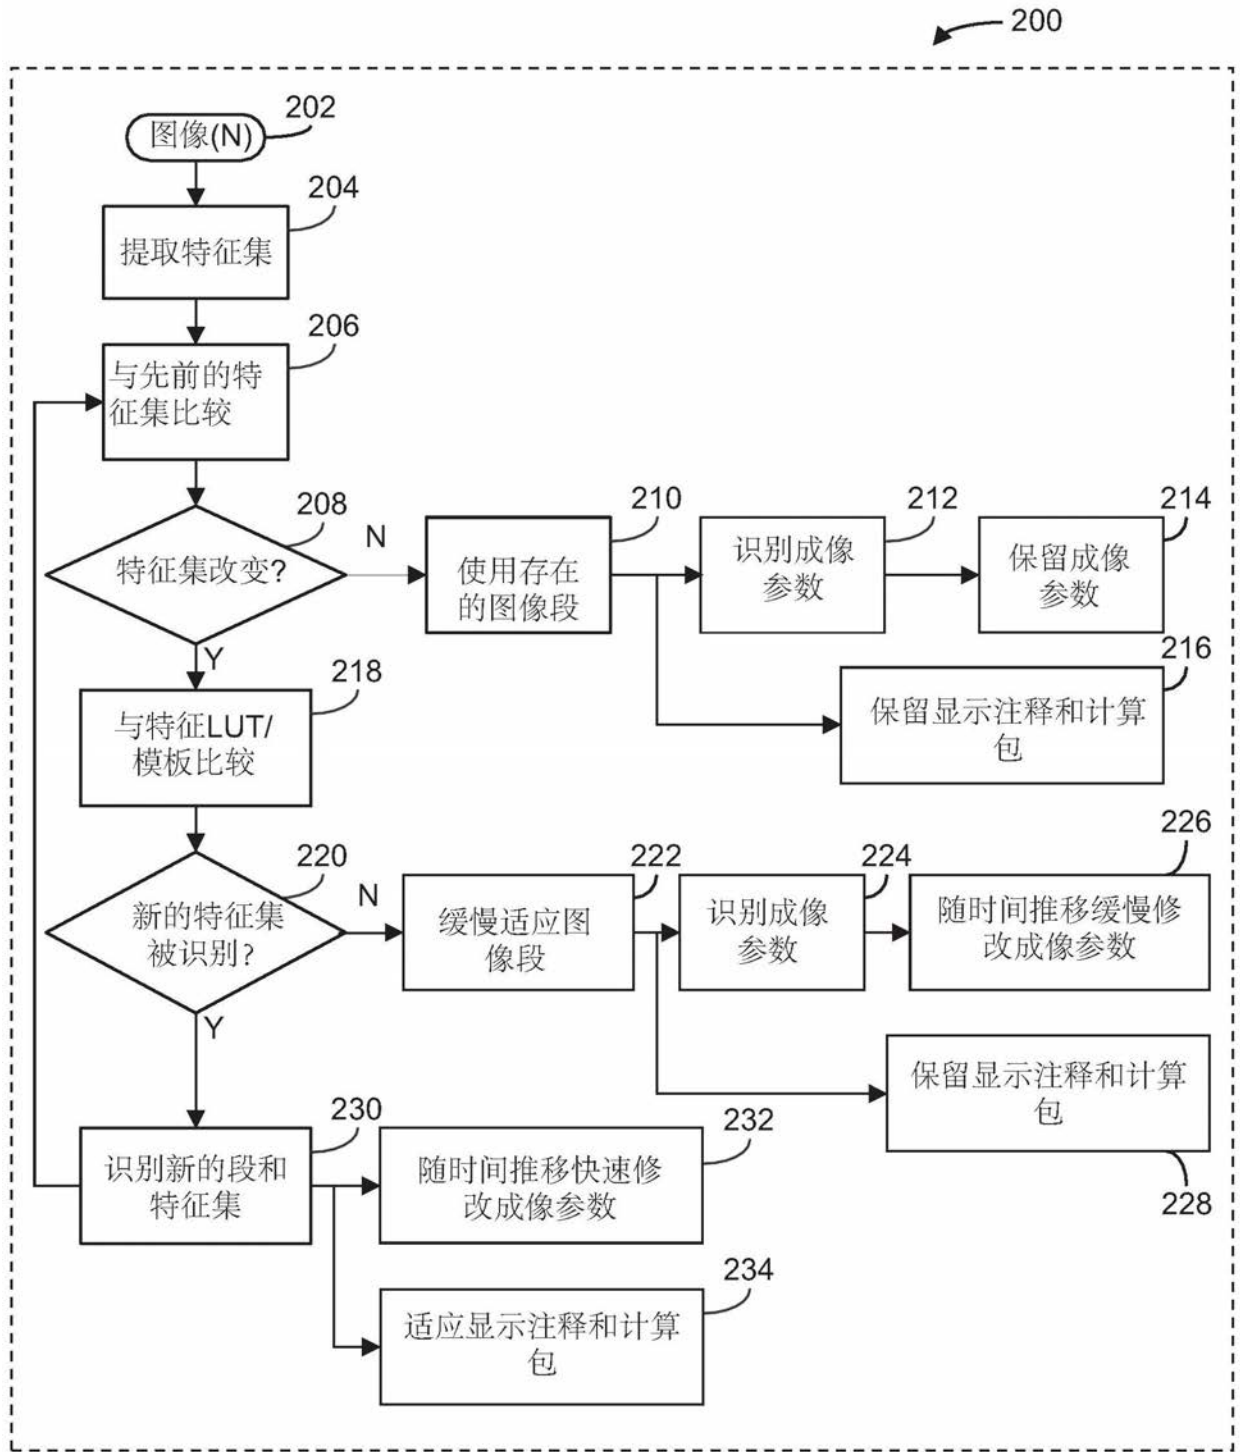 200
202
图像(N)
204
提取特征集
206
与先前的特
征集比较
208
特征集改变?
N
210
使用存在
的图像段
212
识别成像
参数
214
保留成像
参数
216
保留显示注释和计算
包
Y
218
与特征LUT/
模板比较
220
新的特征集
被识别?
N
222
缓慢适应图
像段
224
识别成像
参数
226
随时间推移缓慢修
改成像参数
保留显示注释和计算
包
228
Y
230
识别新的段和
特征集
232
随时间推移快速修
改成像参数
234
适应显示注释和计算
包